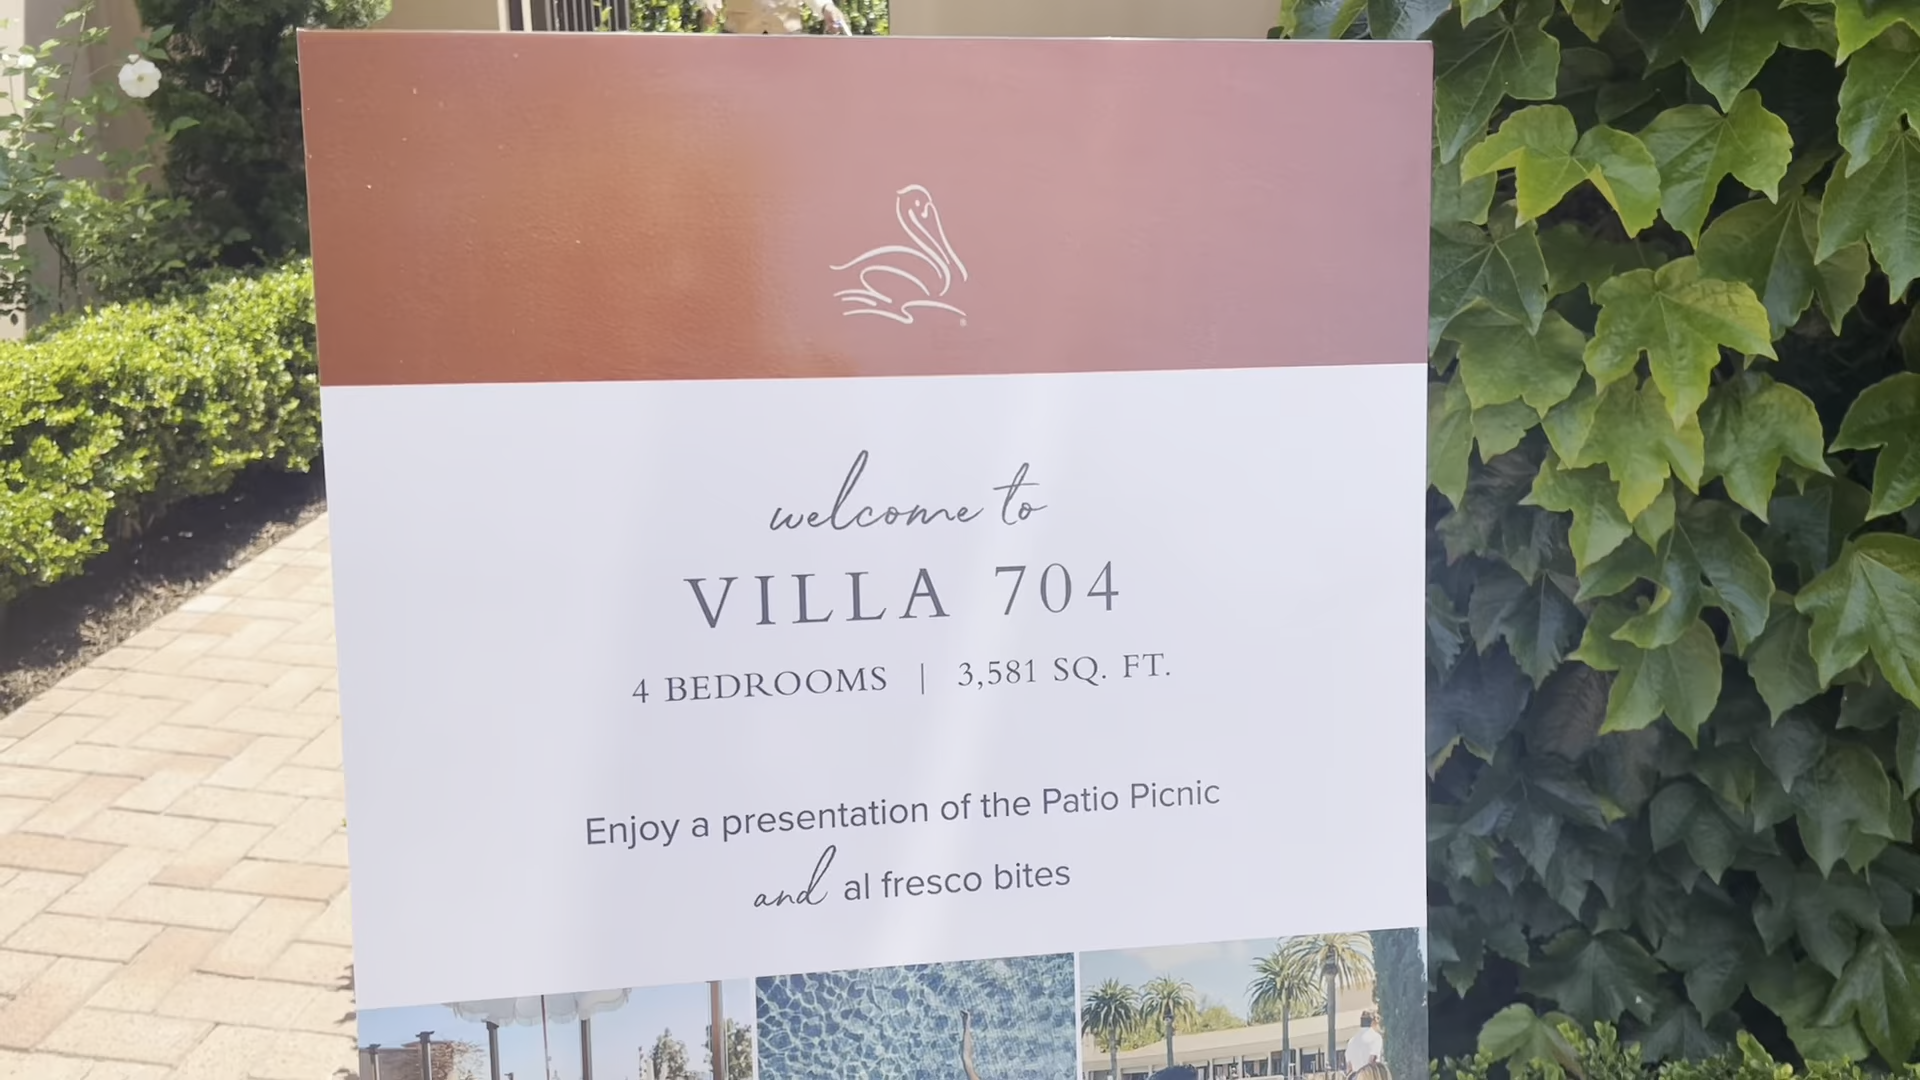 welcome to
VILLA 704
4 BEDROOMS | 3,581 SQ. FT.
Enjoy a presentation of the Patio Picnic
and al fresco bites